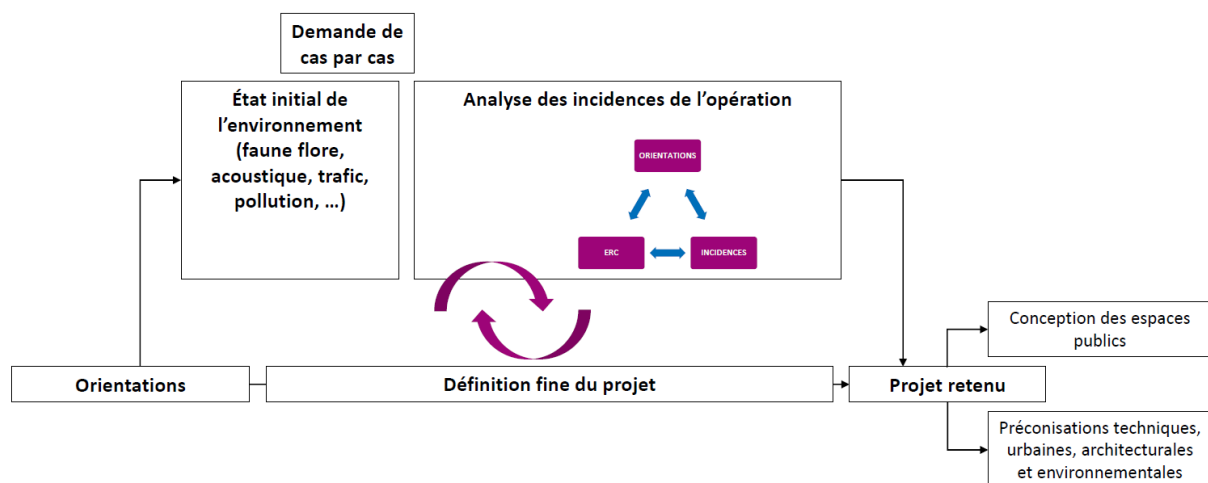 Demande de
cas par cas
État initial de
l’environnement
(faune flore,
acoustique, trafic,
pollution, …)
Analyse des incidences de l’opération
ORIENTATIONS
ERC
INCIDENCES
Orientations
Définition fine du projet
Projet retenu
Conception des espaces
publics
Préconisations techniques,
urbaines, architecturales
et environnementales